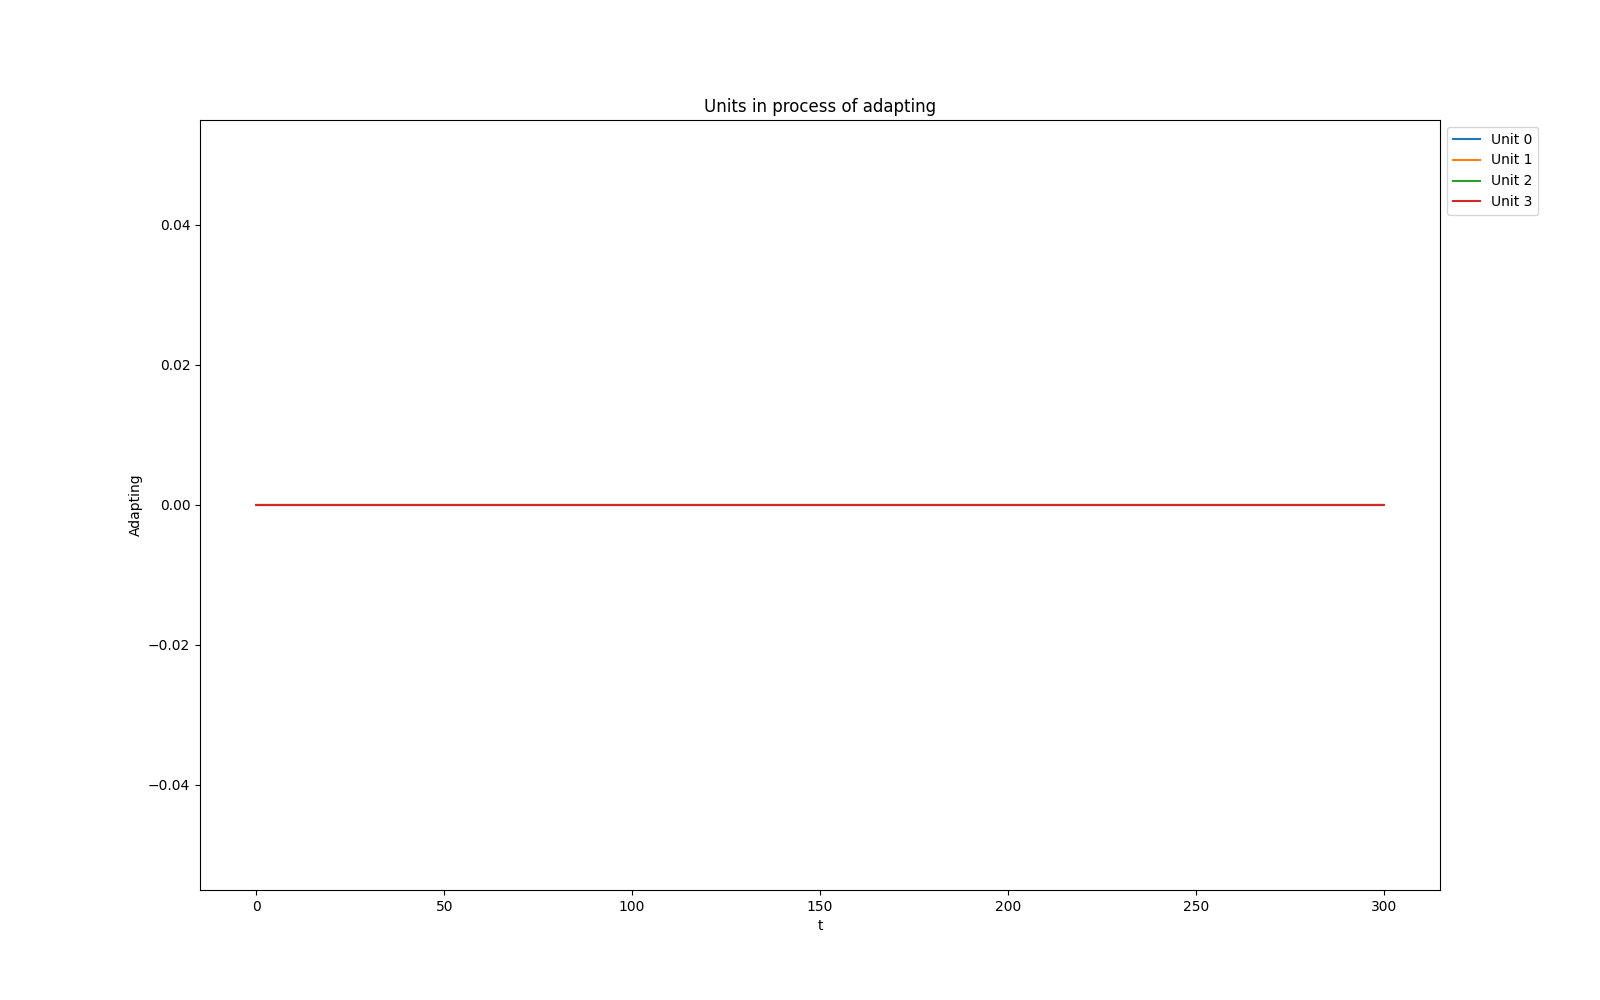 Units in process of adapting
Unit 0
Unit 1
Unit 2
Unit 3
0.04
0.02
0.00
−0.02
−0.04
Adapting
0 50 100 150 200 250 300
t